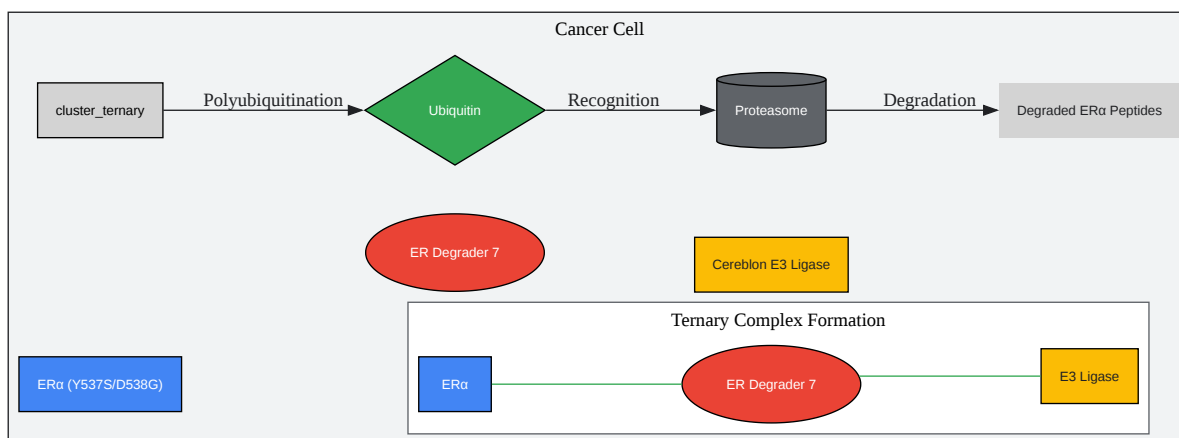 Cancer Cell
cluster_ternary
Polyubiquitination
Ubiquitin
Recognition
Proteasome
Degradation
Degraded ERα Peptides
ER Degrader 7
Cereblon E3 Ligase
Ternary Complex Formation
ERα (Y537S/D538G)
ERα
ER Degrader 7
E3 Ligase